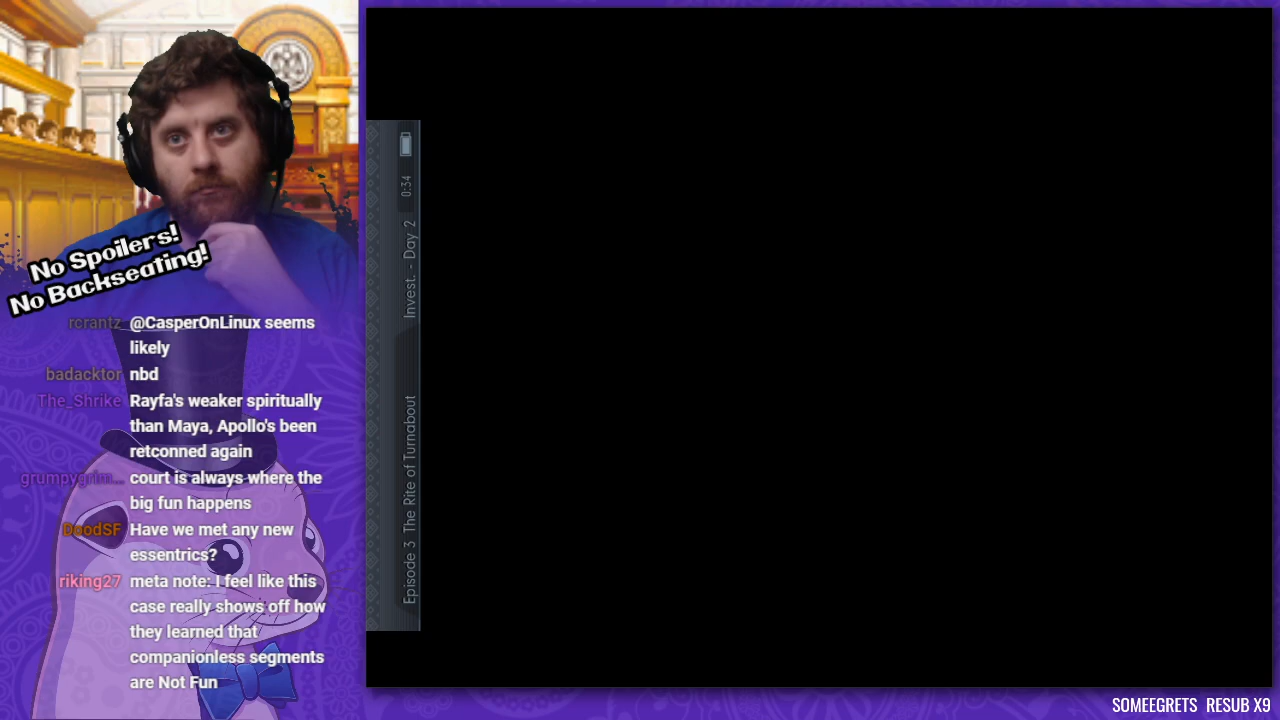 No Spoilers!
No Backseating!
rcrantz @CasperOnLinux seems
likely
badacktor nbd
The_Shrike Rayfa's weaker spiritually
than Maya, Apollo's been
retconned again
grumpygrim... court is always where the
big fun happens
DoodSF Have we met any new
essentrics?
riking27 meta note: I feel like this
case really shows off how
they learned that
companionless segments
are Not Fun
Episode 3 The Rite of Turnabout
Invest. - Day 2
0:34
SOMEEGRETS RESUB X9